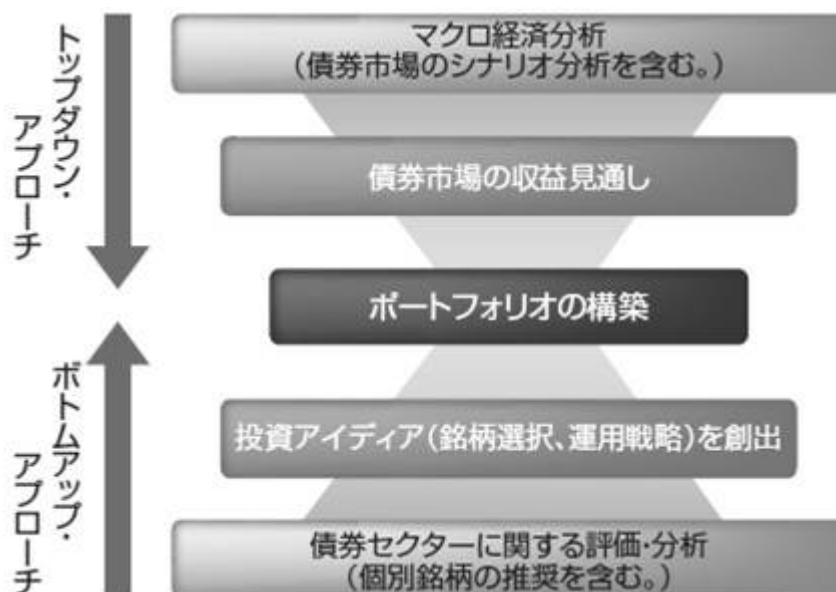 トップダウン・
アプローチ
マクロ経済分析
(債券市場のシナリオ分析を含む。)
債券市場の収益見通し
ポートフォリオの構築
ボトムアップ・
アプローチ
投資アイディア(銘柄選択、運用戦略)を創出
債券セクターに関する評価・分析
(個別銘柄の推奨を含む。)